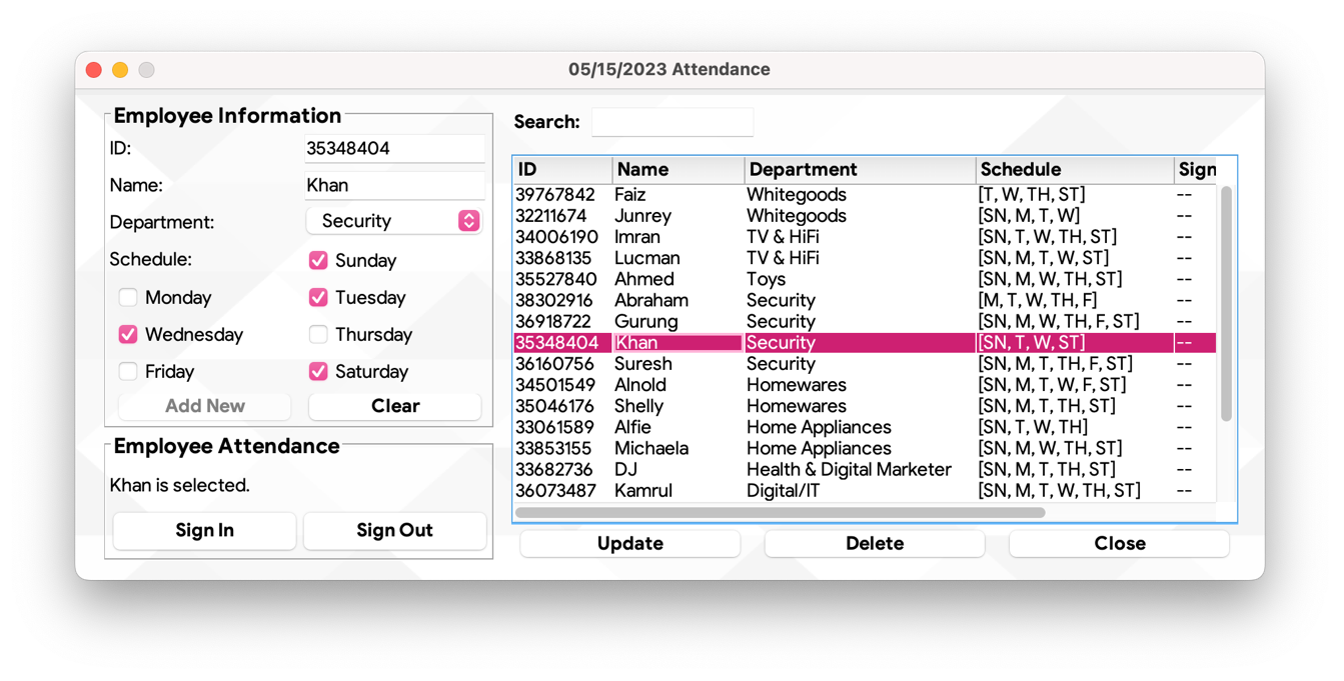 05/15/2023 Attendance
Employee Information
ID: 35348404
Name: Khan
Department: Security
Schedule: Sunday
Monday Tuesday
Wednesday Thursday
Friday Saturday
Add New Clear
Employee Attendance
Khan is selected.
Sign In Sign Out
Search:
ID Name Department Schedule Sign
39767842 Faiz Whitegoods [T, W, TH, ST] --
32211674 Junrey Whitegoods [SN, M, T, W] --
34006190 Imran TV & HiFi [SN, T, W, TH, ST] --
33868135 Lucman TV & HiFi [SN, M, T, W, ST] --
35527840 Ahmed Toys [SN, M, W, TH, ST] --
38302916 Abraham Security [M, T, W, TH, F] --
36918722 Gurung Security [SN, M, W, TH, F, ST] --
35348404 Khan Security [SN, T, W, ST] --
36160756 Suresh Security [SN, M, T, TH, F, ST] --
34501549 Alnold Homewares [SN, M, T, W, F, ST] --
35046176 Shelly Homewares [SN, M, T, TH, ST] --
33061589 Alfie Home Appliances [SN, T, W, TH] --
33853155 Michaela Home Appliances [SN, M, W, TH, ST] --
33682736 DJ Health & Digital Marketer [SN, M, T, TH, ST] --
36073487 Kamrul Digital/IT [SN, M, T, W, TH, ST] --
Update Delete Close